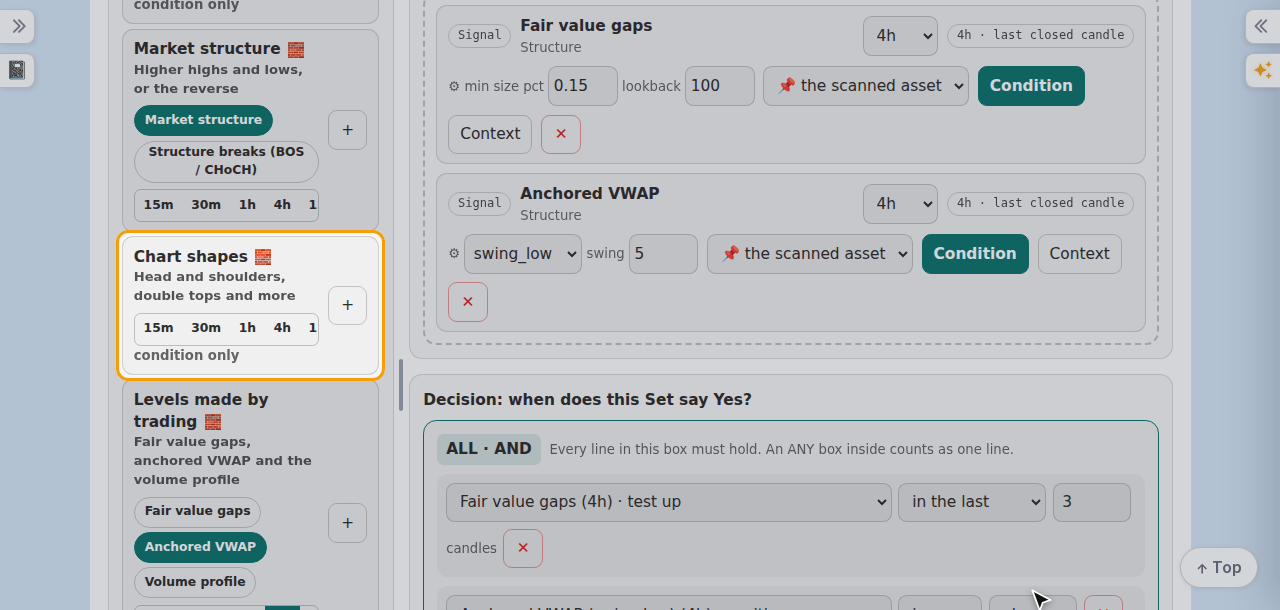 condition only
Market structure 🧱
Higher highs and lows,
or the reverse
Market structure
Structure breaks (BOS
/ CHoCH)
15m 30m 1h 4h 1
+
Chart shapes 🧱
Head and shoulders,
double tops and more
15m 30m 1h 4h 1
condition only
+
Levels made by
trading 🧱
Fair value gaps,
anchored VWAP and the
volume profile
Fair value gaps
Anchored VWAP
Volume profile
+
Signal
Fair value gaps
Structure
4h
4h · last closed candle
⚙ min size pct 0.15 lookback 100 📌 the scanned asset Condition
Context ✕
Signal
Anchored VWAP
Structure
4h
4h · last closed candle
⚙ swing_low swing 5 📌 the scanned asset Condition Context
✕
Decision: when does this Set say Yes?
ALL · AND Every line in this box must hold. An ANY box inside counts as one line.
Fair value gaps (4h) · test up in the last 3
candles ✕
↑ Top